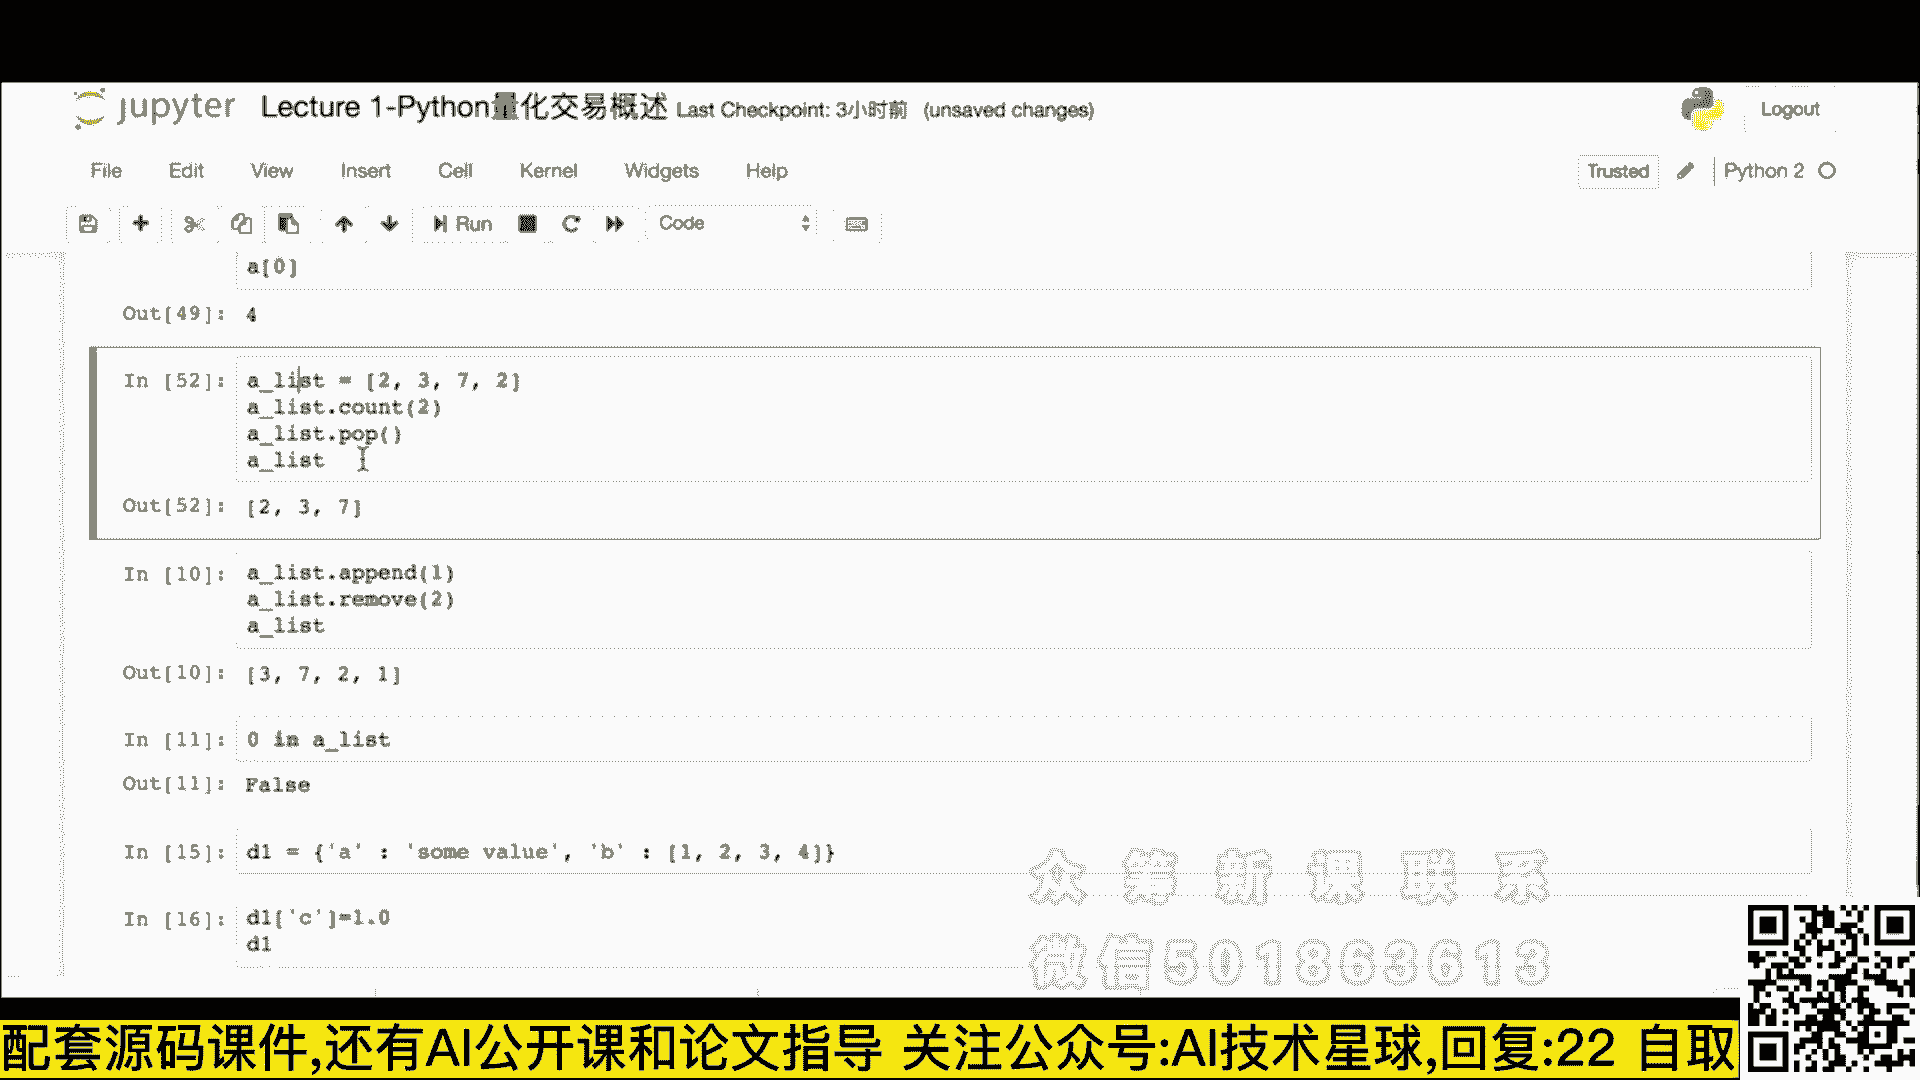 jupyter Lecture 1-Python量化交易概述 Last Checkpoint: 3小时前 (unsaved changes) Logout
File Edit View Insert Cell Kernel Widgets Help Trusted Python 2
Run Code
a[0]
Out[49]: 4
In [52]: a_list = [2, 3, 7, 2]
a_list.count(2)
a_list.pop()
a_list
Out[52]: [2, 3, 7]
In [10]: a_list.append(1)
a_list.remove(2)
a_list
Out[10]: [3, 7, 2, 1]
In [11]: 0 in a_list
Out[11]: False
In [15]: d1 = {'a' : 'some value', 'b' : [1, 2, 3, 4]}
In [16]: d1['c']=1.0
d1
众筹新课联系
微信501863613
配套源码课件,还有AI公开课和论文指导 关注公众号:AI技术星球,回复:22 自取